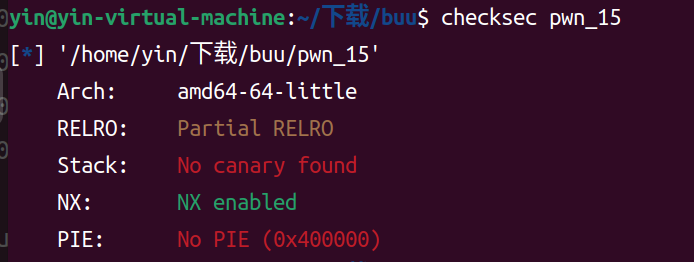 yin@yin-virtual-machine:~/下载/buu$ checksec pwn_15
[*] '/home/yin/下载/buu/pwn_15'
Arch: amd64-64-little
RELRO: Partial RELRO
Stack: No canary found
NX: NX enabled
PIE: No PIE (0x400000)